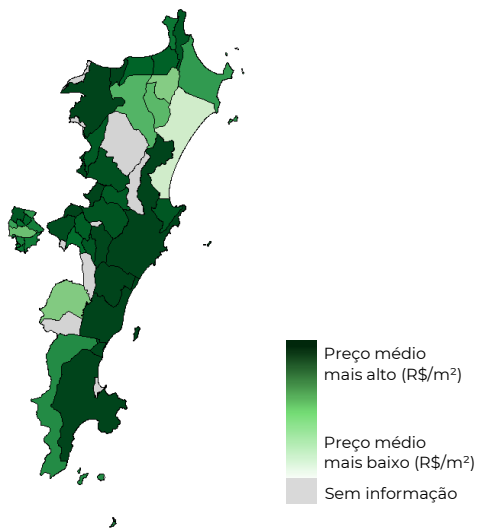 Preço médio
mais alto (R$/m²)
Preço médio
mais baixo (R$/m²)
Sem informação